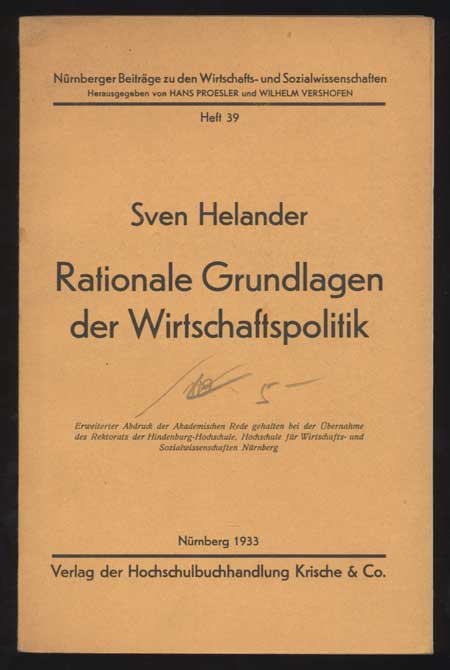 Nürnberger Beiträge zu den Wirtschafts- und Sozialwissenschaften
Herausgegeben von HANS PROESLER und WILHELM VERSHOFEN
Heft 39
Sven Helander
Rationale Grundlagen
der Wirtschaftspolitik
5 –
Erweiterter Abdruck der Akademischen Rede gehalten bei der Übernahme
des Rektorats der Hindenburg-Hochschule, Hochschule für Wirtschafts- und
Sozialwissenschaften Nürnberg
Nürnberg 1933
Verlag der Hochschulbuchhandlung Krische & Co.